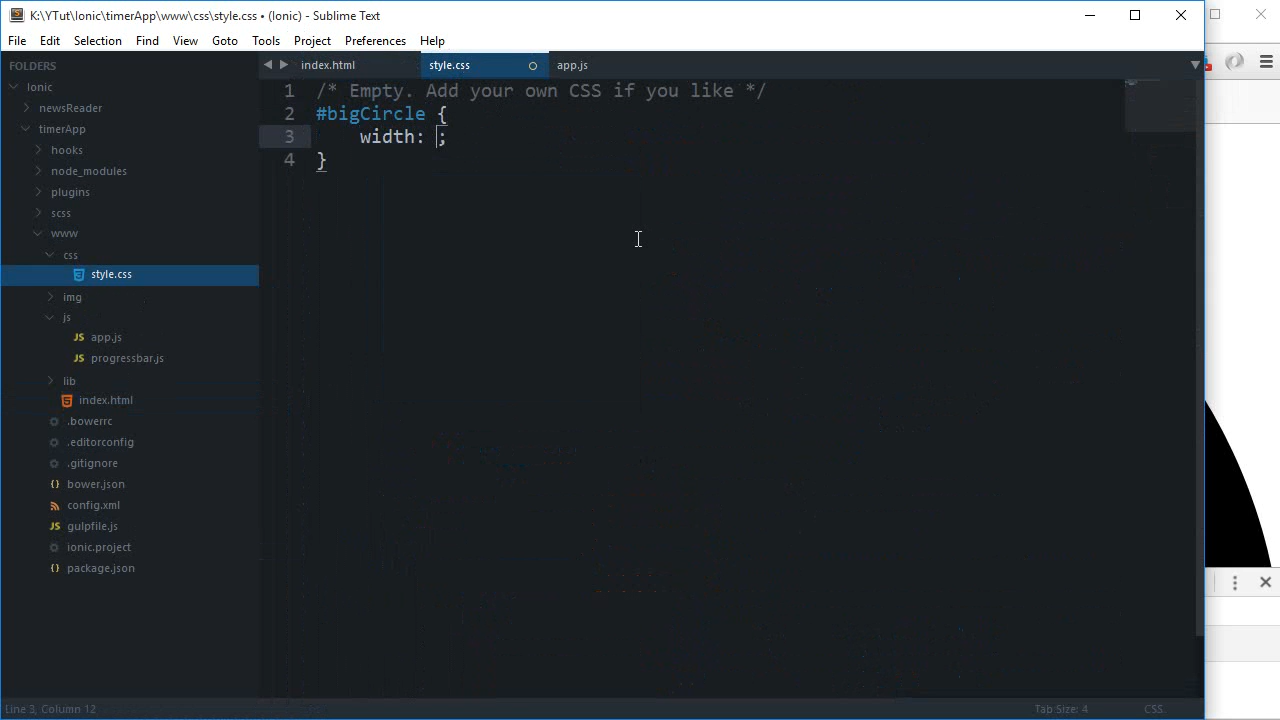 K:\YTut\Ionic\timerApp\www\css\style.css • (Ionic) - Sublime Text
File Edit Selection Find View Goto Tools Project Preferences Help
FOLDERS
Ionic
newsReader
timerApp
hooks
node_modules
plugins
scss
www
css
style.css
img
js
app.js
progressbar.js
lib
index.html
.bowerrc
.editorconfig
.gitignore
bower.json
config.xml
gulpfile.js
ionic.project
package.json
index.html style.css app.js
1 /* Empty. Add your own CSS if you like */
2 #bigCircle {
3 width: ;
4 }
Line 3, Column 12 Tab Size: 4 CSS